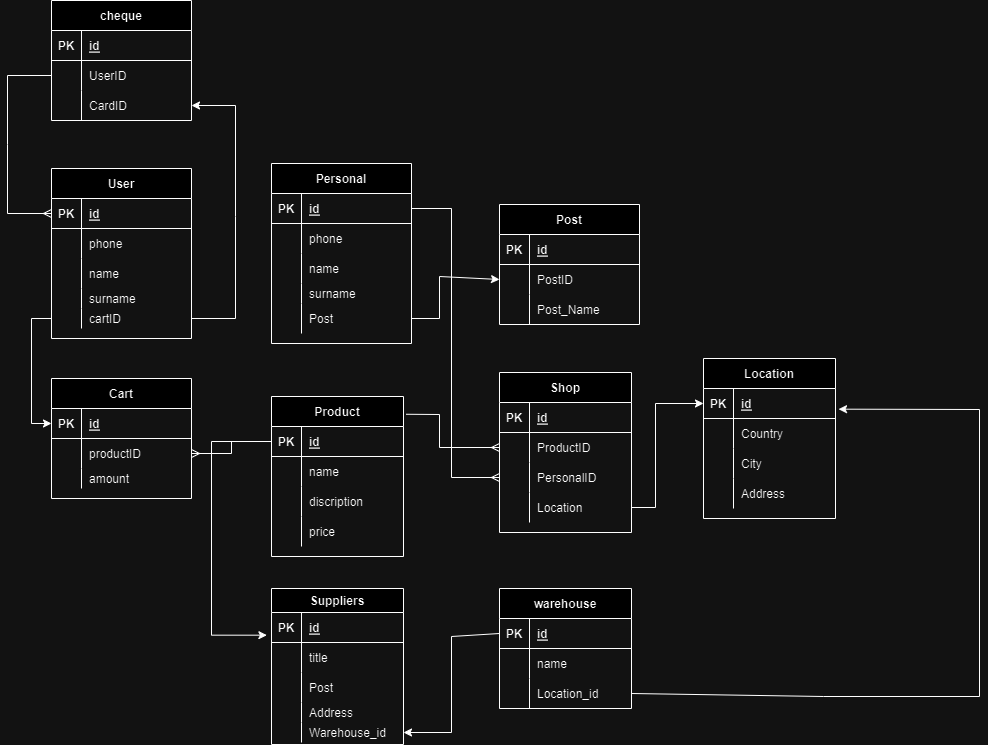 cheque
PK id
UserID
CardID
User
PK id
phone
name
surname
cartID
Cart
PK id
productID
amount
Personal
PK id
phone
name
surname
Post
Product
PK id
name
discription
price
Suppliers
PK id
title
Post
Address
Warehouse_id
Post
PK id
PostID
Post_Name
Shop
PK id
ProductID
PersonalID
Location
warehouse
PK id
name
Location_id
Location
PK id
Country
City
Address